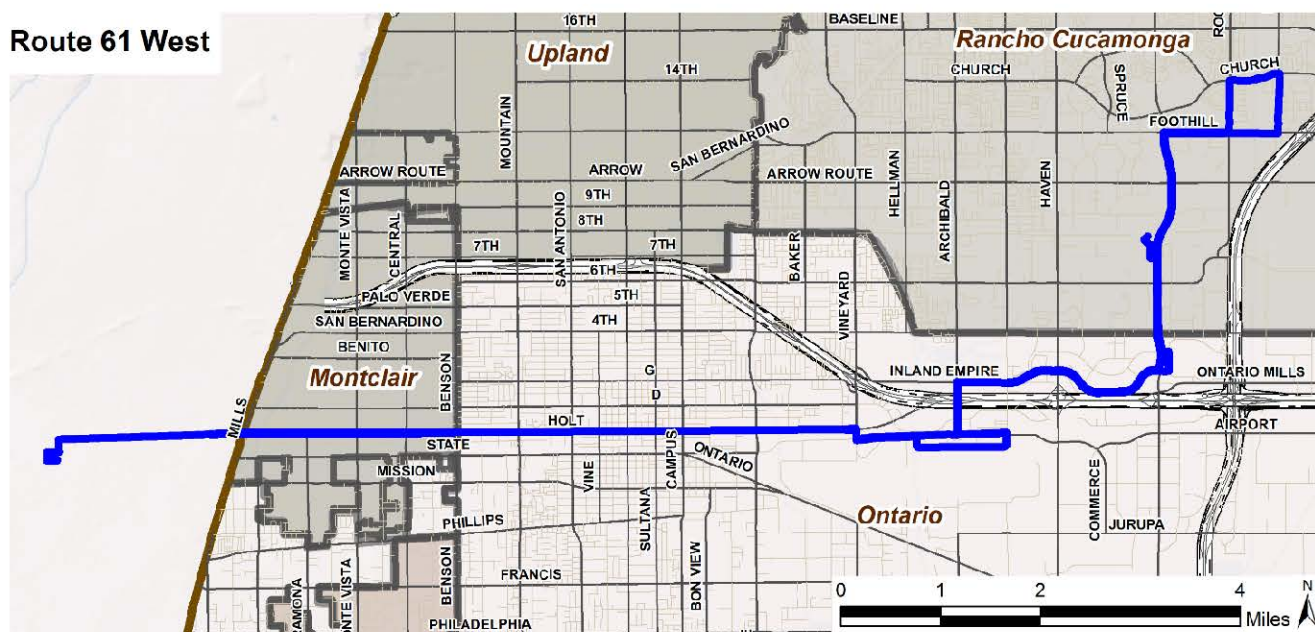 Route 61 West
16TH
BASELINE
ROC
Upland
Rancho Cucamonga
14TH
CHURCH
CHURCH
SPRUCE
MOUNTAIN
SAN BERNARDINO
FOOTHILL
ARROW ROUTE
ARROW
ARROW ROUTE
HELLMAN
ARCHIBALD
HAVEN
9TH
8TH
MONTE VISTA
CENTRAL
SAN ANTONIO
7TH
7TH
BAKER
6TH
PALO VERDE
5TH
VINEYARD
SAN BERNARDINO
4TH
BENITO
Montclair
BENSON
G
INLAND EMPIRE
ONTARIO MILLS
D
MILLS
HOLT
AIRPORT
STATE
CAMPUS
ONTARIO
MISSION
VINE
SULTANA
Ontario
COMMERCE
PHILLIPS
JURUPA
BENSON
FRANCIS
BON VIEW
RAMONA
ONTE VISTA
PHILADELPHIA
0 1 2 4
Miles
N